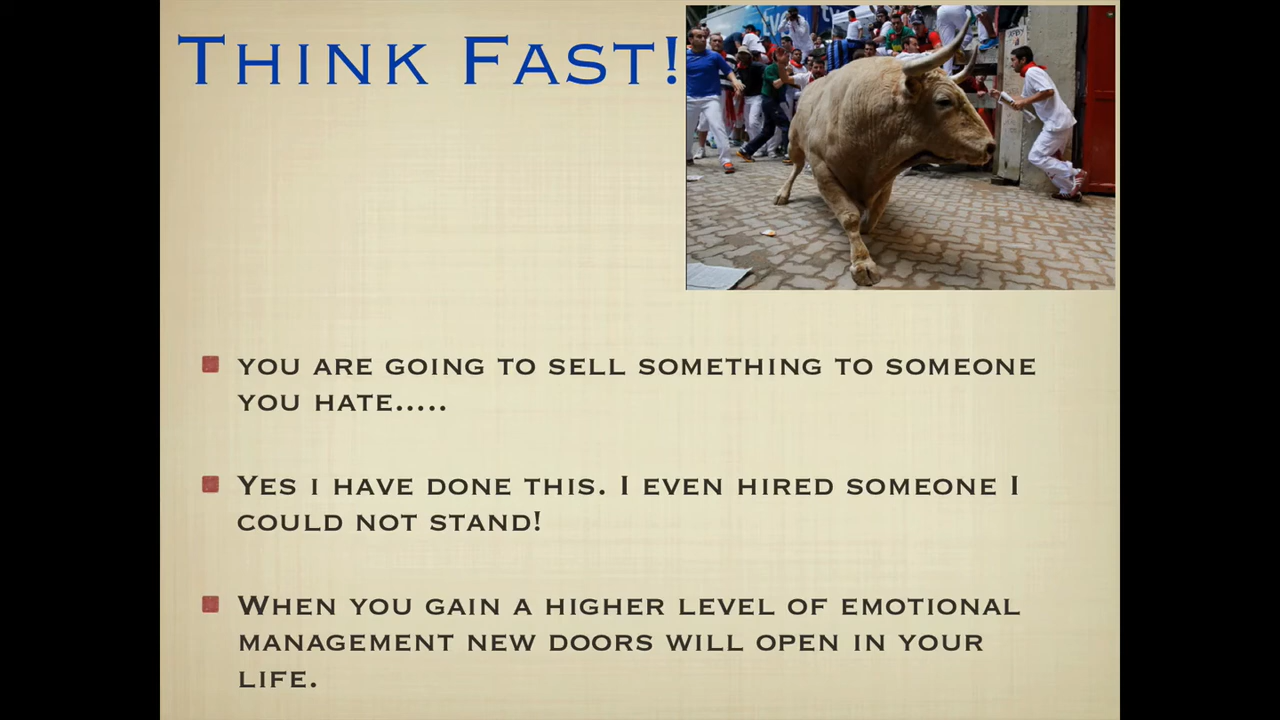 Think Fast!
you are going to sell something to someone
you hate.....
Yes i have done this. I even hired someone I
could not stand!
When you gain a higher level of emotional
management new doors will open in your
life.